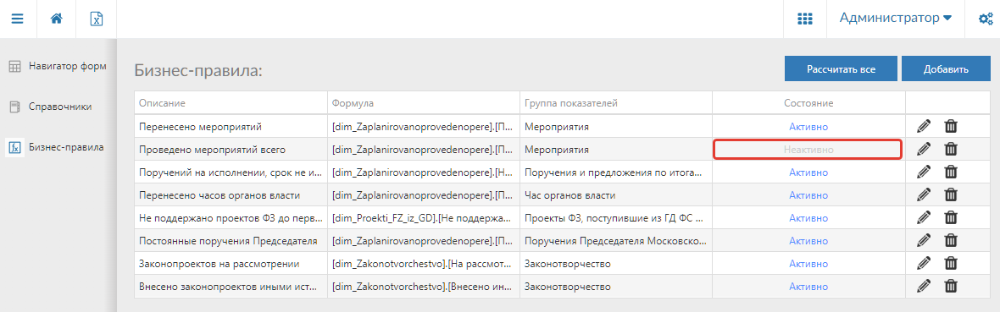 Администратор
Навигатор форм
Справочники
Бизнес-правила
Бизнес-правила:
Рассчитать все
Добавить
Описание Формула Группа показателей Состояние
Перенесено мероприятий [dim_Zaplanirovanoprovedenopere].[П... Мероприятия Активно
Проведено мероприятий всего [dim_Zaplanirovanoprovedenopere].[П... Мероприятия Неактивно
Поручений на исполнении, срок не и... [dim_Zaplanirovanoprovedenopere].[Н... Поручения и предложения по итога... Активно
Перенесено часов органов власти [dim_Zaplanirovanoprovedenopere].[П... Час органов власти Активно
Не поддержано проектов ФЗ до перв... [dim_Proekti_FZ_iz_GD].[Не поддержа... Проекты ФЗ, поступившие из ГД ФС ... Активно
Постоянные поручения Председателя [dim_Zaplanirovanoprovedenopere].[П... Поручения Председателя Московско... Активно
Законопроектов на рассмотрении [dim_Zakonotvorchestvo].[На рассмот... Законотворчество Активно
Внесено законопроектов иными ист... [dim_Zakonotvorchestvo].[Внесено ин... Законотворчество Активно